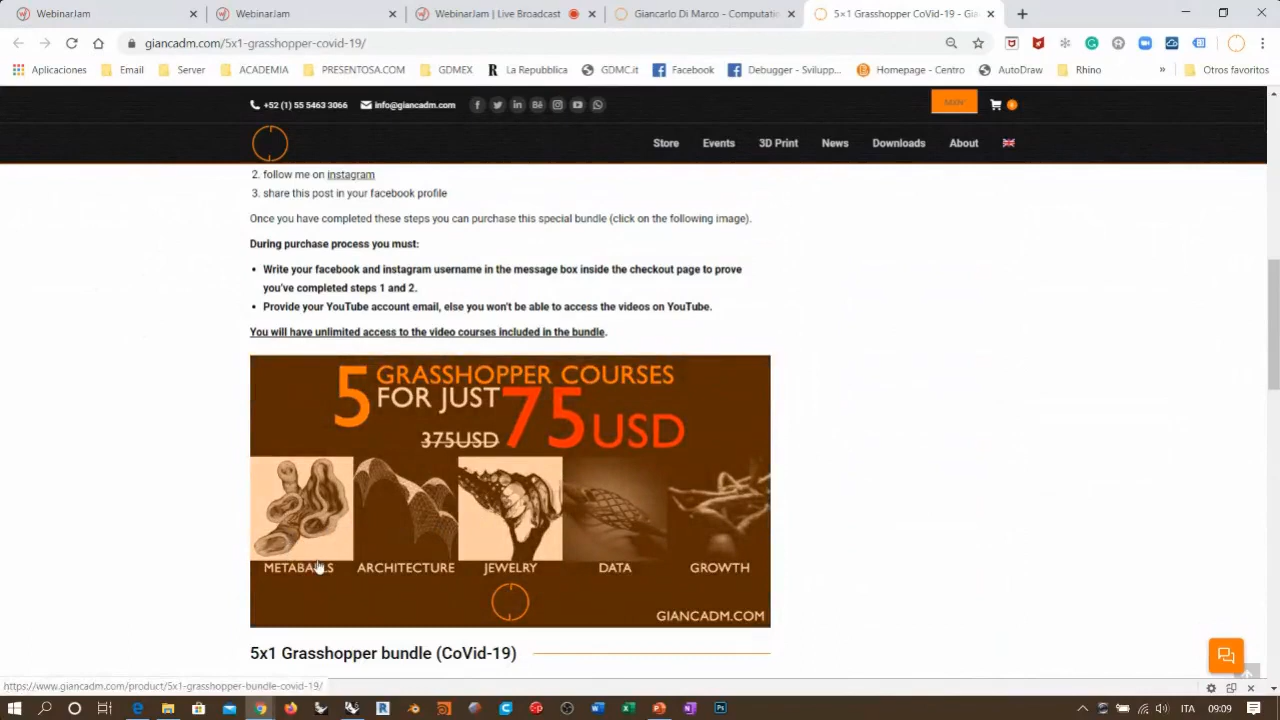 WebinarJam
WebinarJam
WebinarJam | Live Broadcast
Giancarlo Di Marco - Computatio
5×1 Grasshopper CoVid-19 - Gia
giancadm.com/5x1-grasshopper-covid-19/
Aplicaciones
Email
Server
ACADEMIA
PRESENTOSA.COM
GDMEX
La Repubblica
GDMC.it
Facebook
Debugger - Svilupp...
Homepage - Centro
AutoDraw
Rhino
»
Otros favoritos
+52 (1) 55 5463 3066
info@giancadm.com
0
Store
Events
3D Print
News
Downloads
About
2. follow me on instagram
3. share this post in your facebook profile
Once you have completed these steps you can purchase this special bundle (click on the following image).
During purchase process you must:
• Write your facebook and instagram username in the message box inside the checkout page to prove
you've completed steps 1 and 2.
• Provide your YouTube account email, else you won't be able to access the videos on YouTube.
You will have unlimited access to the video courses included in the bundle.
5 GRASSHOPPER COURSES
FOR JUST 75 USD
375USD
METABALLS
ARCHITECTURE
JEWELRY
DATA
GROWTH
GIANCADM.COM
5x1 Grasshopper bundle (CoVid-19)
https://www.giancadm.com/product/5x1-grasshopper-bundle-covid-19/
ITA
09:09